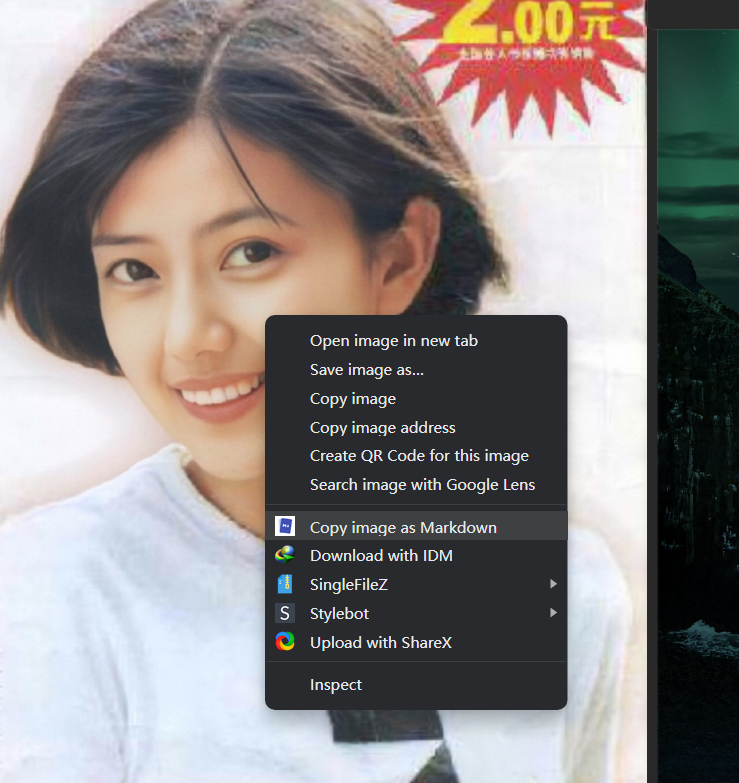 2.00元
Open image in new tab
Save image as...
Copy image
Copy image address
Create QR Code for this image
Search image with Google Lens
Copy image as Markdown
Download with IDM
SingleFileZ
S
Stylebot
Upload with ShareX
Inspect